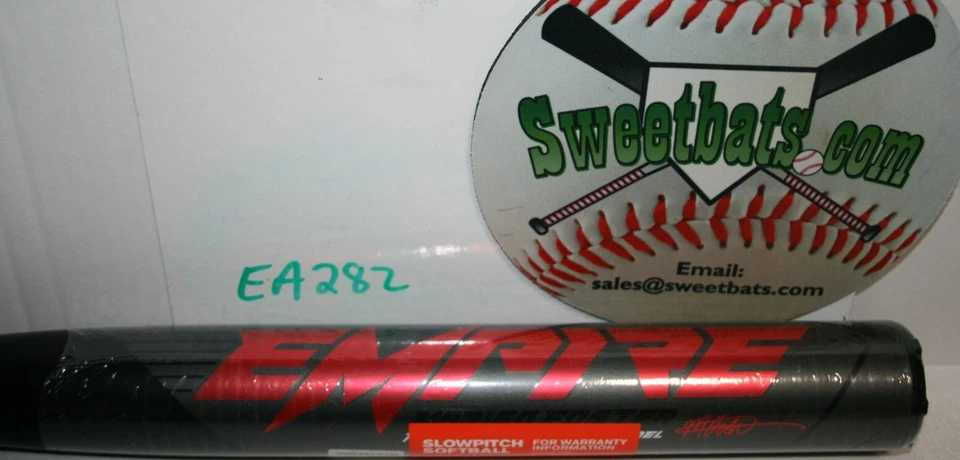 Sweetbats.com
Email:
sales@sweetbats.com
EA282
EMPIRE
SLOWPITCH SOFTBALL
FOR WARRANTY INFORMATION